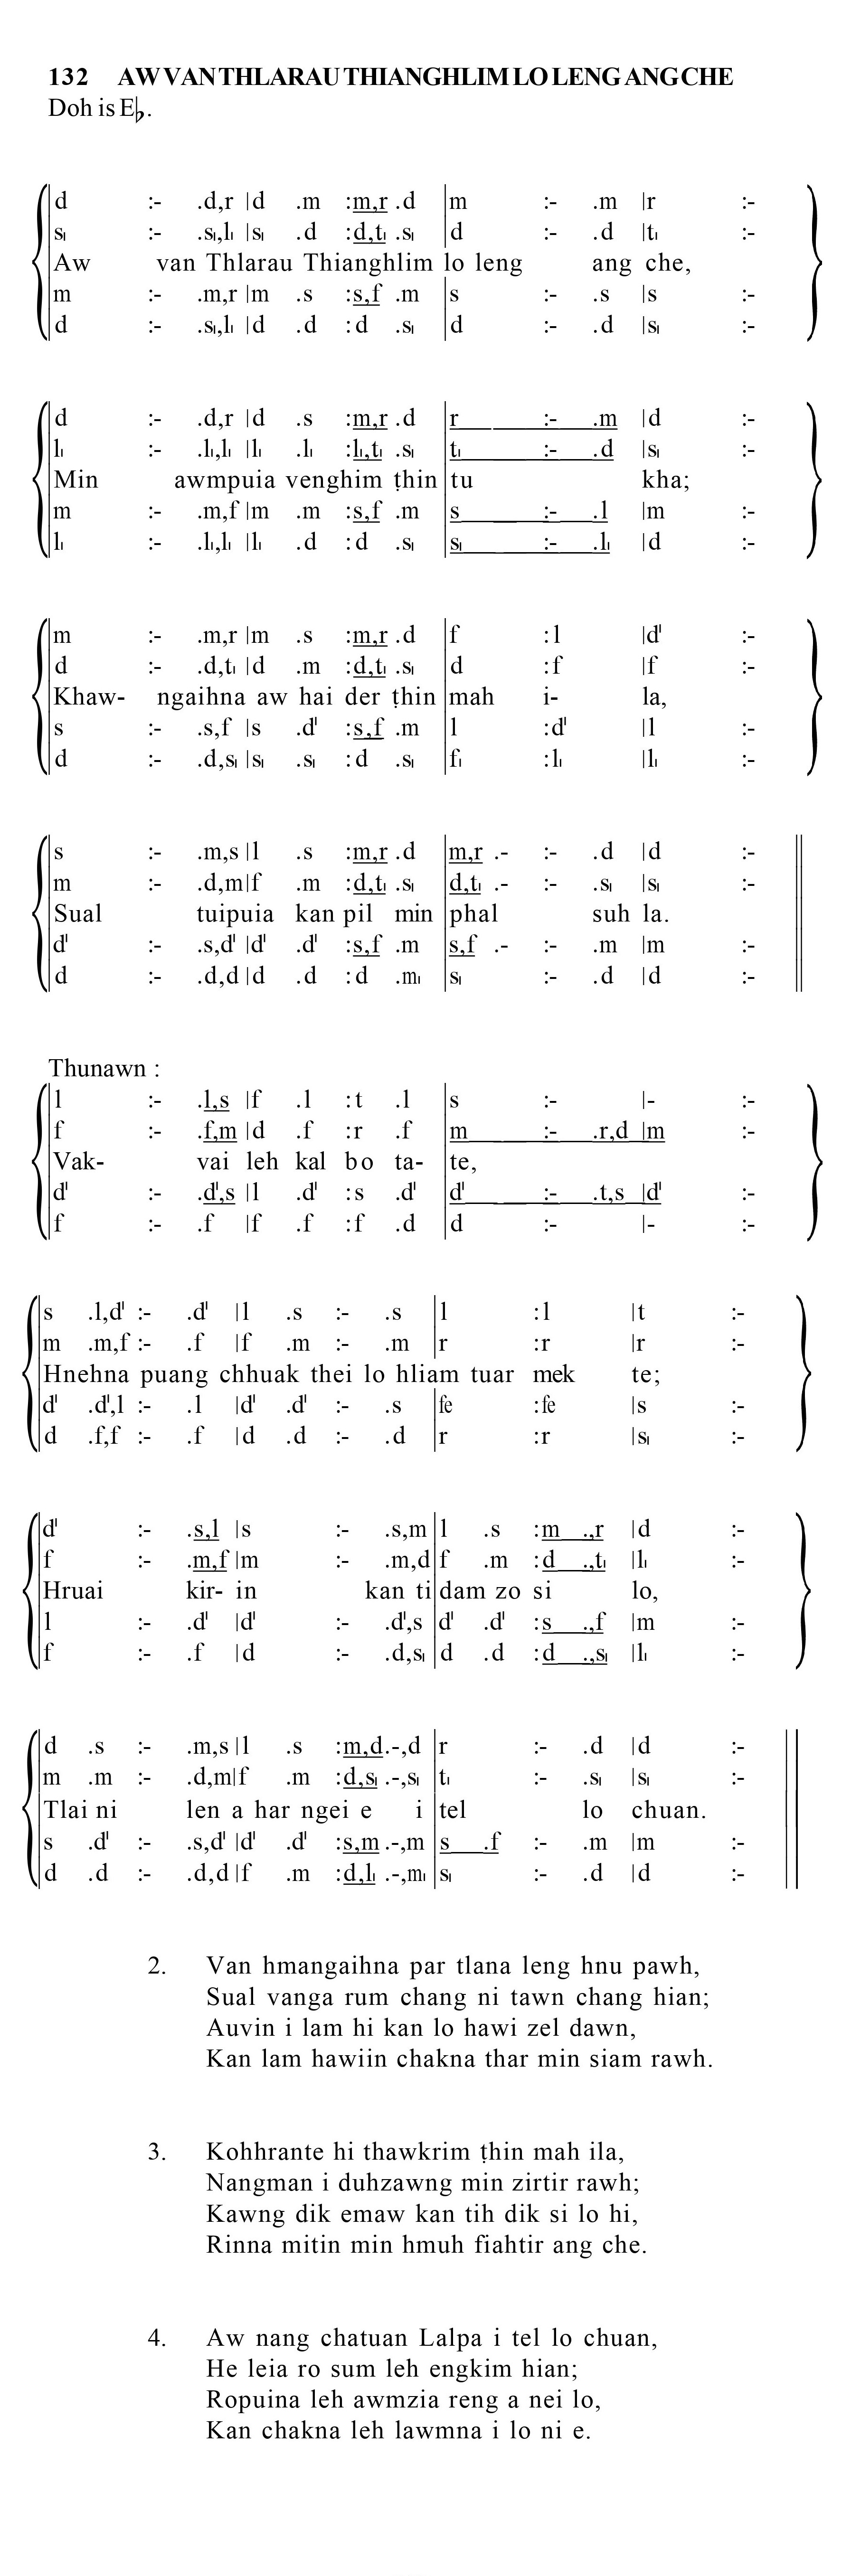 132 AW VAN THLARAU THIANGHLIM LO LENG ANG CHE
Doh is E♭.
d :- .d,r |d .m :m,r .d |m :- .m |r :-
s₁ :- .s₁,l₁ |s₁ .d :d,t₁ .s₁ |d :- .d |t₁ :-
Aw van Thlarau Thianghlim lo leng ang che,
m :- .m,r |m .s :s,f .m |s :- .s |s :-
d :- .s₁,l₁ |d .d :d .s₁ |d :- .d |s₁ :-
d :- .d,r |d .s :m,r .d |r :- .m |d :-
l₁ :- .l₁,l₁ |l₁ .l₁ :l₁,t₁ .s₁ |t₁ :- .d |s₁ :-
Min awmpuia venghim ṭhin tu kha;
m :- .m,f |m .m :s,f .m |s :- .l |m :-
l₁ :- .l₁,l₁ |l₁ .d :d .s₁ |s₁ :- .l₁ |d :-
m :- .m,r |m .s :m,r .d |f :l |d' :-
d :- .d,t₁ |d .m :d,t₁ .s₁ |d :f |f :-
Khaw- ngaihna aw hai der ṭhin mah i- la,
s :- .s,f |s .d' :s,f .m |l :d' |l :-
d :- .d,s₁ |s₁ .s₁ :d .s₁ |f₁ :l₁ |l₁ :-
s :- .m,s |l .s :m,r .d |m,r .- :- .d |d :-
m :- .d,m |f .m :d,t₁ .s₁ |d,t₁ .- :- .s₁ |s₁ :-
Sual tuipuia kan pil min phal suh la.
d' :- .s,d' |d' .d' :s,f .m |s,f .- :- .m |m :-
d :- .d,d |d .d :d .m₁ |s₁ :- .d |d :-
Thunawn :
l :- .l,s |f .l :t .l |s :- |- :-
f :- .f,m |d .f :r .f |m :- .r,d |m :-
Vak- vai leh kal bo ta- te,
d' :- .d',s |l .d' :s .d' |d' :- .t,s |d' :-
f :- .f |f .f :f .d |d :- |- :-
s .l,d' :- .d' |l .s :- .s |l :l |t :-
m .m,f :- .f |f .m :- .m |r :r |r :-
Hnehna puang chhuak thei lo hliam tuar mek te;
d' .d',l :- .l |d' .d' :- .s |fe :fe |s :-
d .f,f :- .f |d .d :- .d |r :r |s₁ :-
d' :- .s,l |s :- .s,m |l .s :m .,r |d :-
f :- .m,f |m :- .m,d |f .m :d .,t₁ |l₁ :-
Hruai kir- in kan ti dam zo si lo,
l :- .d' |d' :- .d',s |d' .d' :s .,f |m :-
f :- .f |d :- .d,s₁ |d .d :d .,s₁ |l₁ :-
d .s :- .m,s |l .s :m,d.-,d |r :- .d |d :-
m .m :- .d,m |f .m :d,s₁ .-,s₁ |t₁ :- .s₁ |s₁ :-
Tlai ni len a har ngei e i tel lo chuan.
s .d' :- .s,d' |d' .d' :s,m .-,m |s .f :- .m |m :-
d .d :- .d,d |f .m :d,l₁ .-,m₁ |s₁ :- .d |d :-
2. Van hmangaihna par tlana leng hnu pawh,
Sual vanga rum chang ni tawn chang hian;
Auvin i lam hi kan lo hawi zel dawn,
Kan lam hawiin chakna thar min siam rawh.
3. Kohhrante hi thawkrim ṭhin mah ila,
Nangman i duhzawng min zirtir rawh;
Kawng dik emaw kan tih dik si lo hi,
Rinna mitin min hmuh fiahtir ang che.
4. Aw nang chatuan Lalpa i tel lo chuan,
He leia ro sum leh engkim hian;
Ropuina leh awmzia reng a nei lo,
Kan chakna leh lawmna i lo ni e.